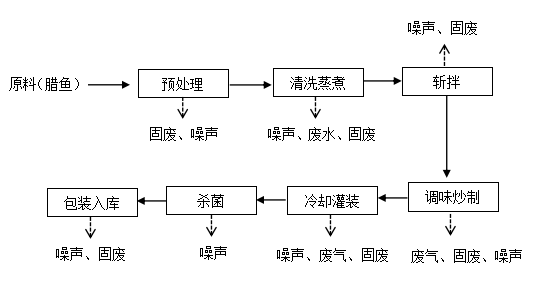 噪声、固废
原料（腊鱼）
预处理
清洗蒸煮
斩拌
固废、噪声
噪声、废水、固废
包装入库
杀菌
冷却灌装
调味炒制
噪声、固废
噪声
噪声、废气、固废
废气、固废、噪声